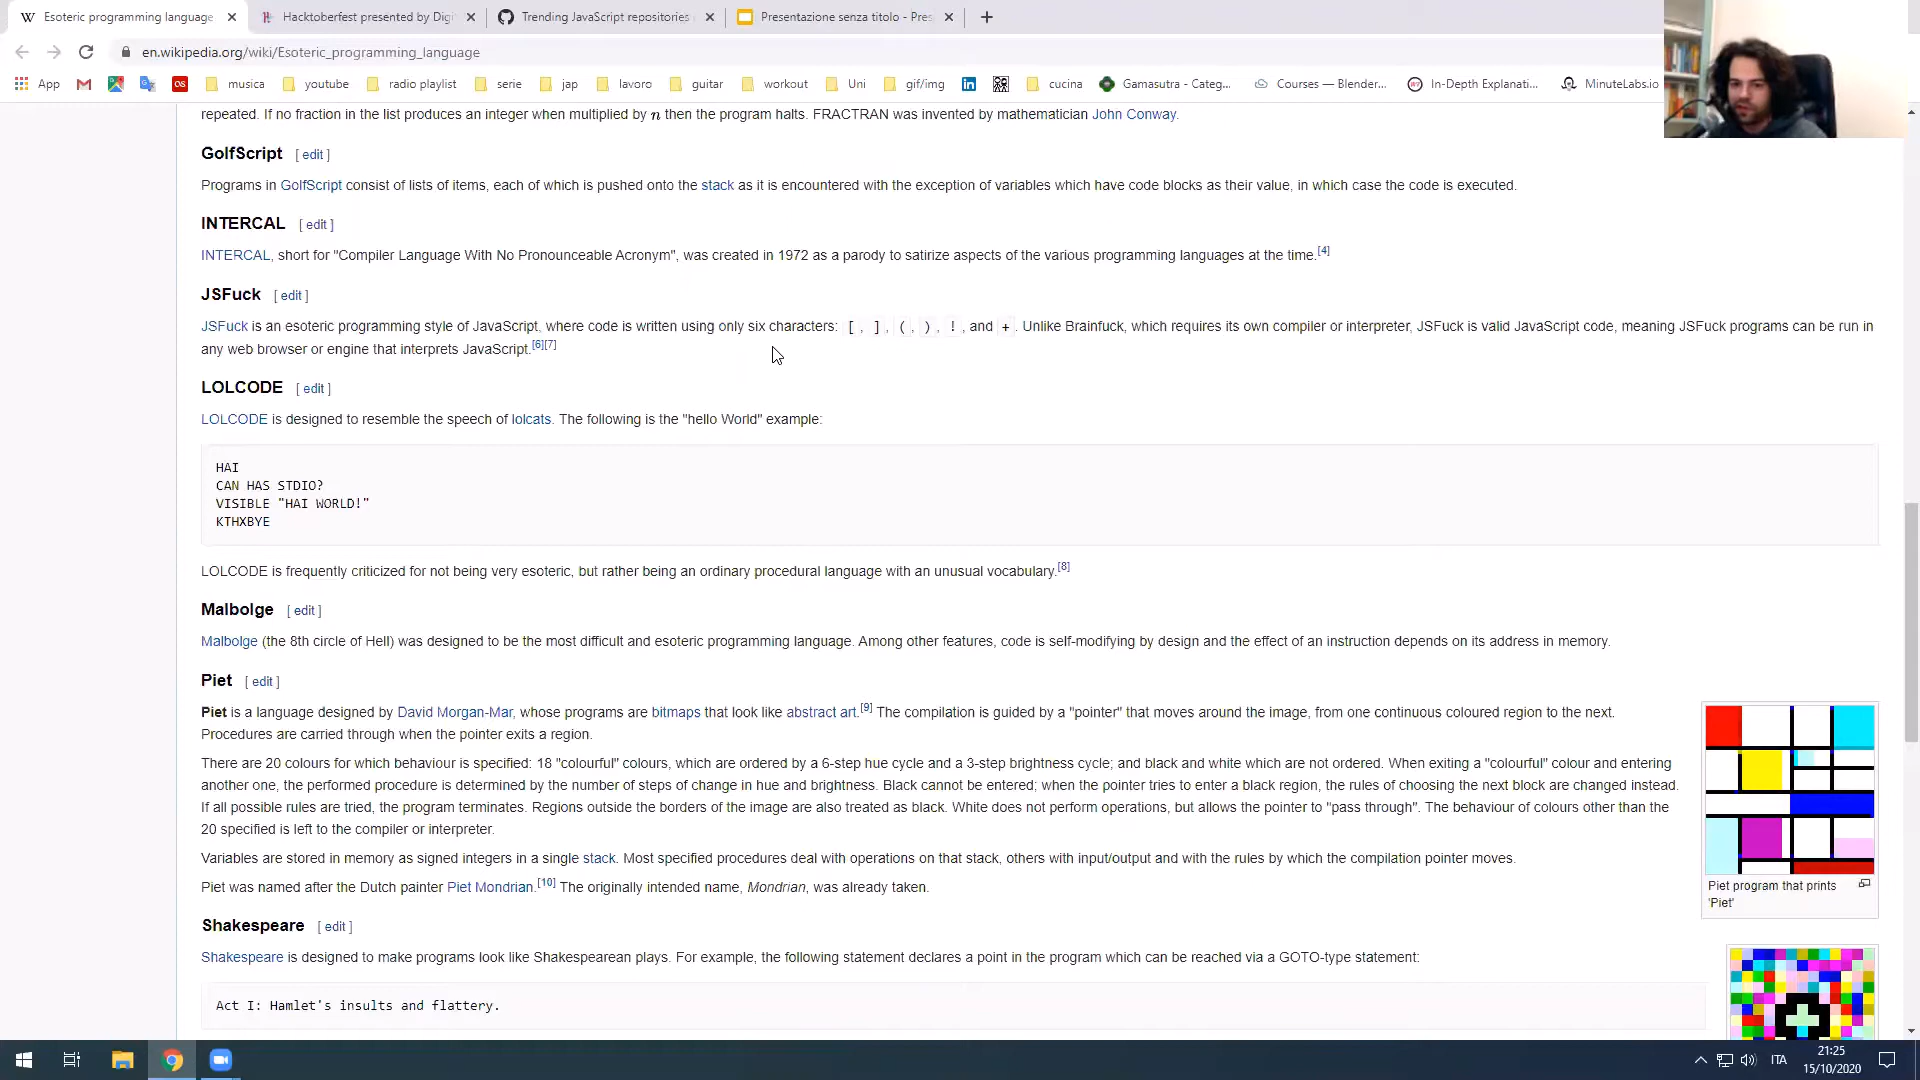 Esoteric programming language
Hacktoberfest presented by Digi
Trending JavaScript repositories
Presentazione senza titolo - Pres
en.wikipedia.org/wiki/Esoteric_programming_language
App musica youtube radio playlist serie jap lavoro guitar workout Uni gif/img cucina Gamasutra - Categ... Courses — Blender... In-Depth Explanati... MinuteLabs.io
repeated. If no fraction in the list produces an integer when multiplied by n then the program halts. FRACTRAN was invented by mathematician John Conway.
GolfScript [ edit ]
Programs in GolfScript consist of lists of items, each of which is pushed onto the stack as it is encountered with the exception of variables which have code blocks as their value, in which case the code is executed.
INTERCAL [ edit ]
INTERCAL, short for "Compiler Language With No Pronounceable Acronym", was created in 1972 as a parody to satirize aspects of the various programming languages at the time.[4]
JSFuck [ edit ]
JSFuck is an esoteric programming style of JavaScript, where code is written using only six characters: [, ], (, ), !, and +. Unlike Brainfuck, which requires its own compiler or interpreter, JSFuck is valid JavaScript code, meaning JSFuck programs can be run in
any web browser or engine that interprets JavaScript.[6][7]
LOLCODE [ edit ]
LOLCODE is designed to resemble the speech of lolcats. The following is the "hello World" example:
HAI
CAN HAS STDIO?
VISIBLE "HAI WORLD!"
KTHXBYE
LOLCODE is frequently criticized for not being very esoteric, but rather being an ordinary procedural language with an unusual vocabulary.[8]
Malbolge [ edit ]
Malbolge (the 8th circle of Hell) was designed to be the most difficult and esoteric programming language. Among other features, code is self-modifying by design and the effect of an instruction depends on its address in memory.
Piet [ edit ]
Piet is a language designed by David Morgan-Mar, whose programs are bitmaps that look like abstract art.[9] The compilation is guided by a "pointer" that moves around the image, from one continuous coloured region to the next.
Procedures are carried through when the pointer exits a region.
There are 20 colours for which behaviour is specified: 18 "colourful" colours, which are ordered by a 6-step hue cycle and a 3-step brightness cycle; and black and white which are not ordered. When exiting a "colourful" colour and entering
another one, the performed procedure is determined by the number of steps of change in hue and brightness. Black cannot be entered; when the pointer tries to enter a black region, the rules of choosing the next block are changed instead.
If all possible rules are tried, the program terminates. Regions outside the borders of the image are also treated as black. White does not perform operations, but allows the pointer to "pass through". The behaviour of colours other than the
20 specified is left to the compiler or interpreter.
Variables are stored in memory as signed integers in a single stack. Most specified procedures deal with operations on that stack, others with input/output and with the rules by which the compilation pointer moves.
Piet was named after the Dutch painter Piet Mondrian.[10] The originally intended name, Mondrian, was already taken.
Piet program that prints
'Piet'
Shakespeare [ edit ]
Shakespeare is designed to make programs look like Shakespearean plays. For example, the following statement declares a point in the program which can be reached via a GOTO-type statement:
Act I: Hamlet's insults and flattery.
ITA
21:25
15/10/2020